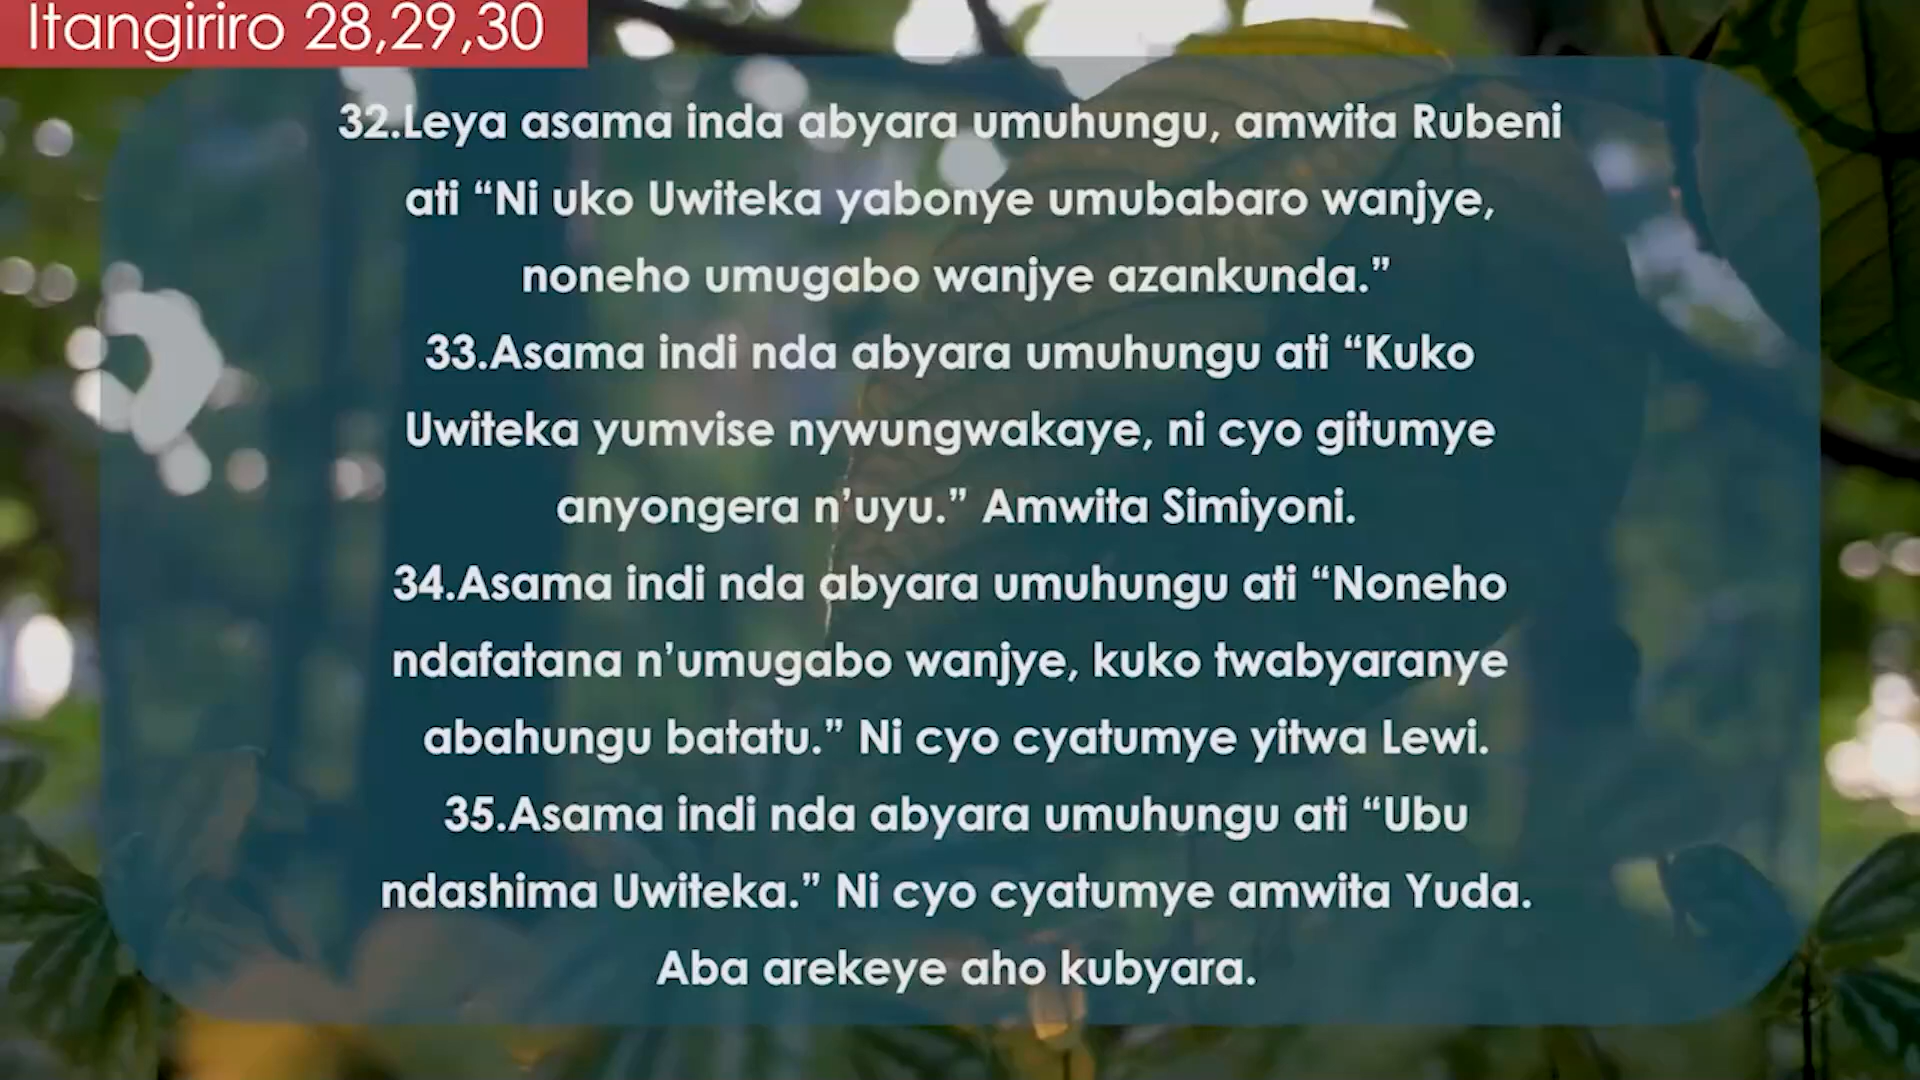 Itangiriro 28,29,30
32.Leya asama inda abyara umuhungu, amwita Rubeni
ati “Ni uko Uwiteka yabonye umubabaro wanjye,
noneho umugabo wanjye azankunda.”
33.Asama indi nda abyara umuhungu ati “Kuko
Uwiteka yumvise nywungwakaye, ni cyo gitumye
anyongera n’uyu.” Amwita Simiyoni.
34.Asama indi nda abyara umuhungu ati “Noneho
ndafatana n’umugabo wanjye, kuko twabyaranye
abahungu batatu.” Ni cyo cyatumye yitwa Lewi.
35.Asama indi nda abyara umuhungu ati “Ubu
ndashima Uwiteka.” Ni cyo cyatumye amwita Yuda.
Aba arekeye aho kubyara.